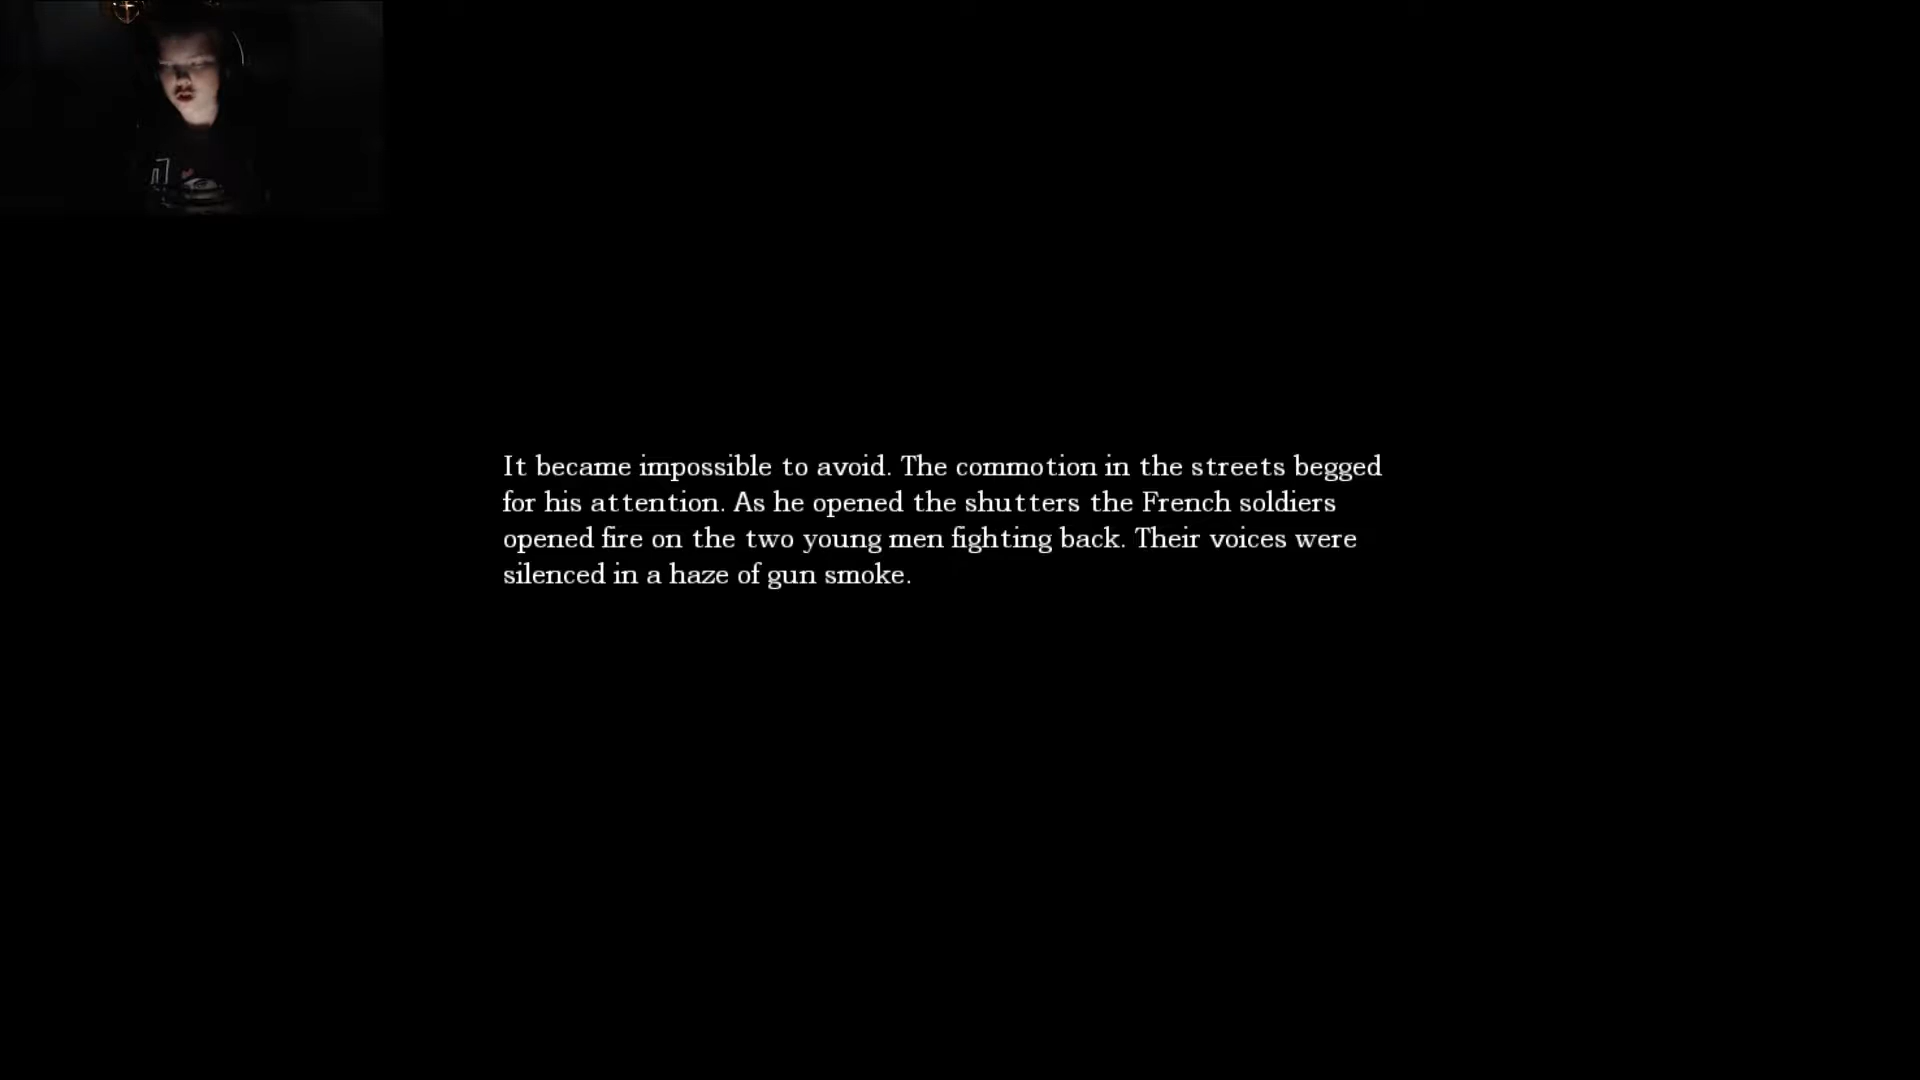 It became impossible to avoid. The commotion in the streets begged
for his attention. As he opened the shutters the French soldiers
opened fire on the two young men fighting back. Their voices were
silenced in a haze of gun smoke.